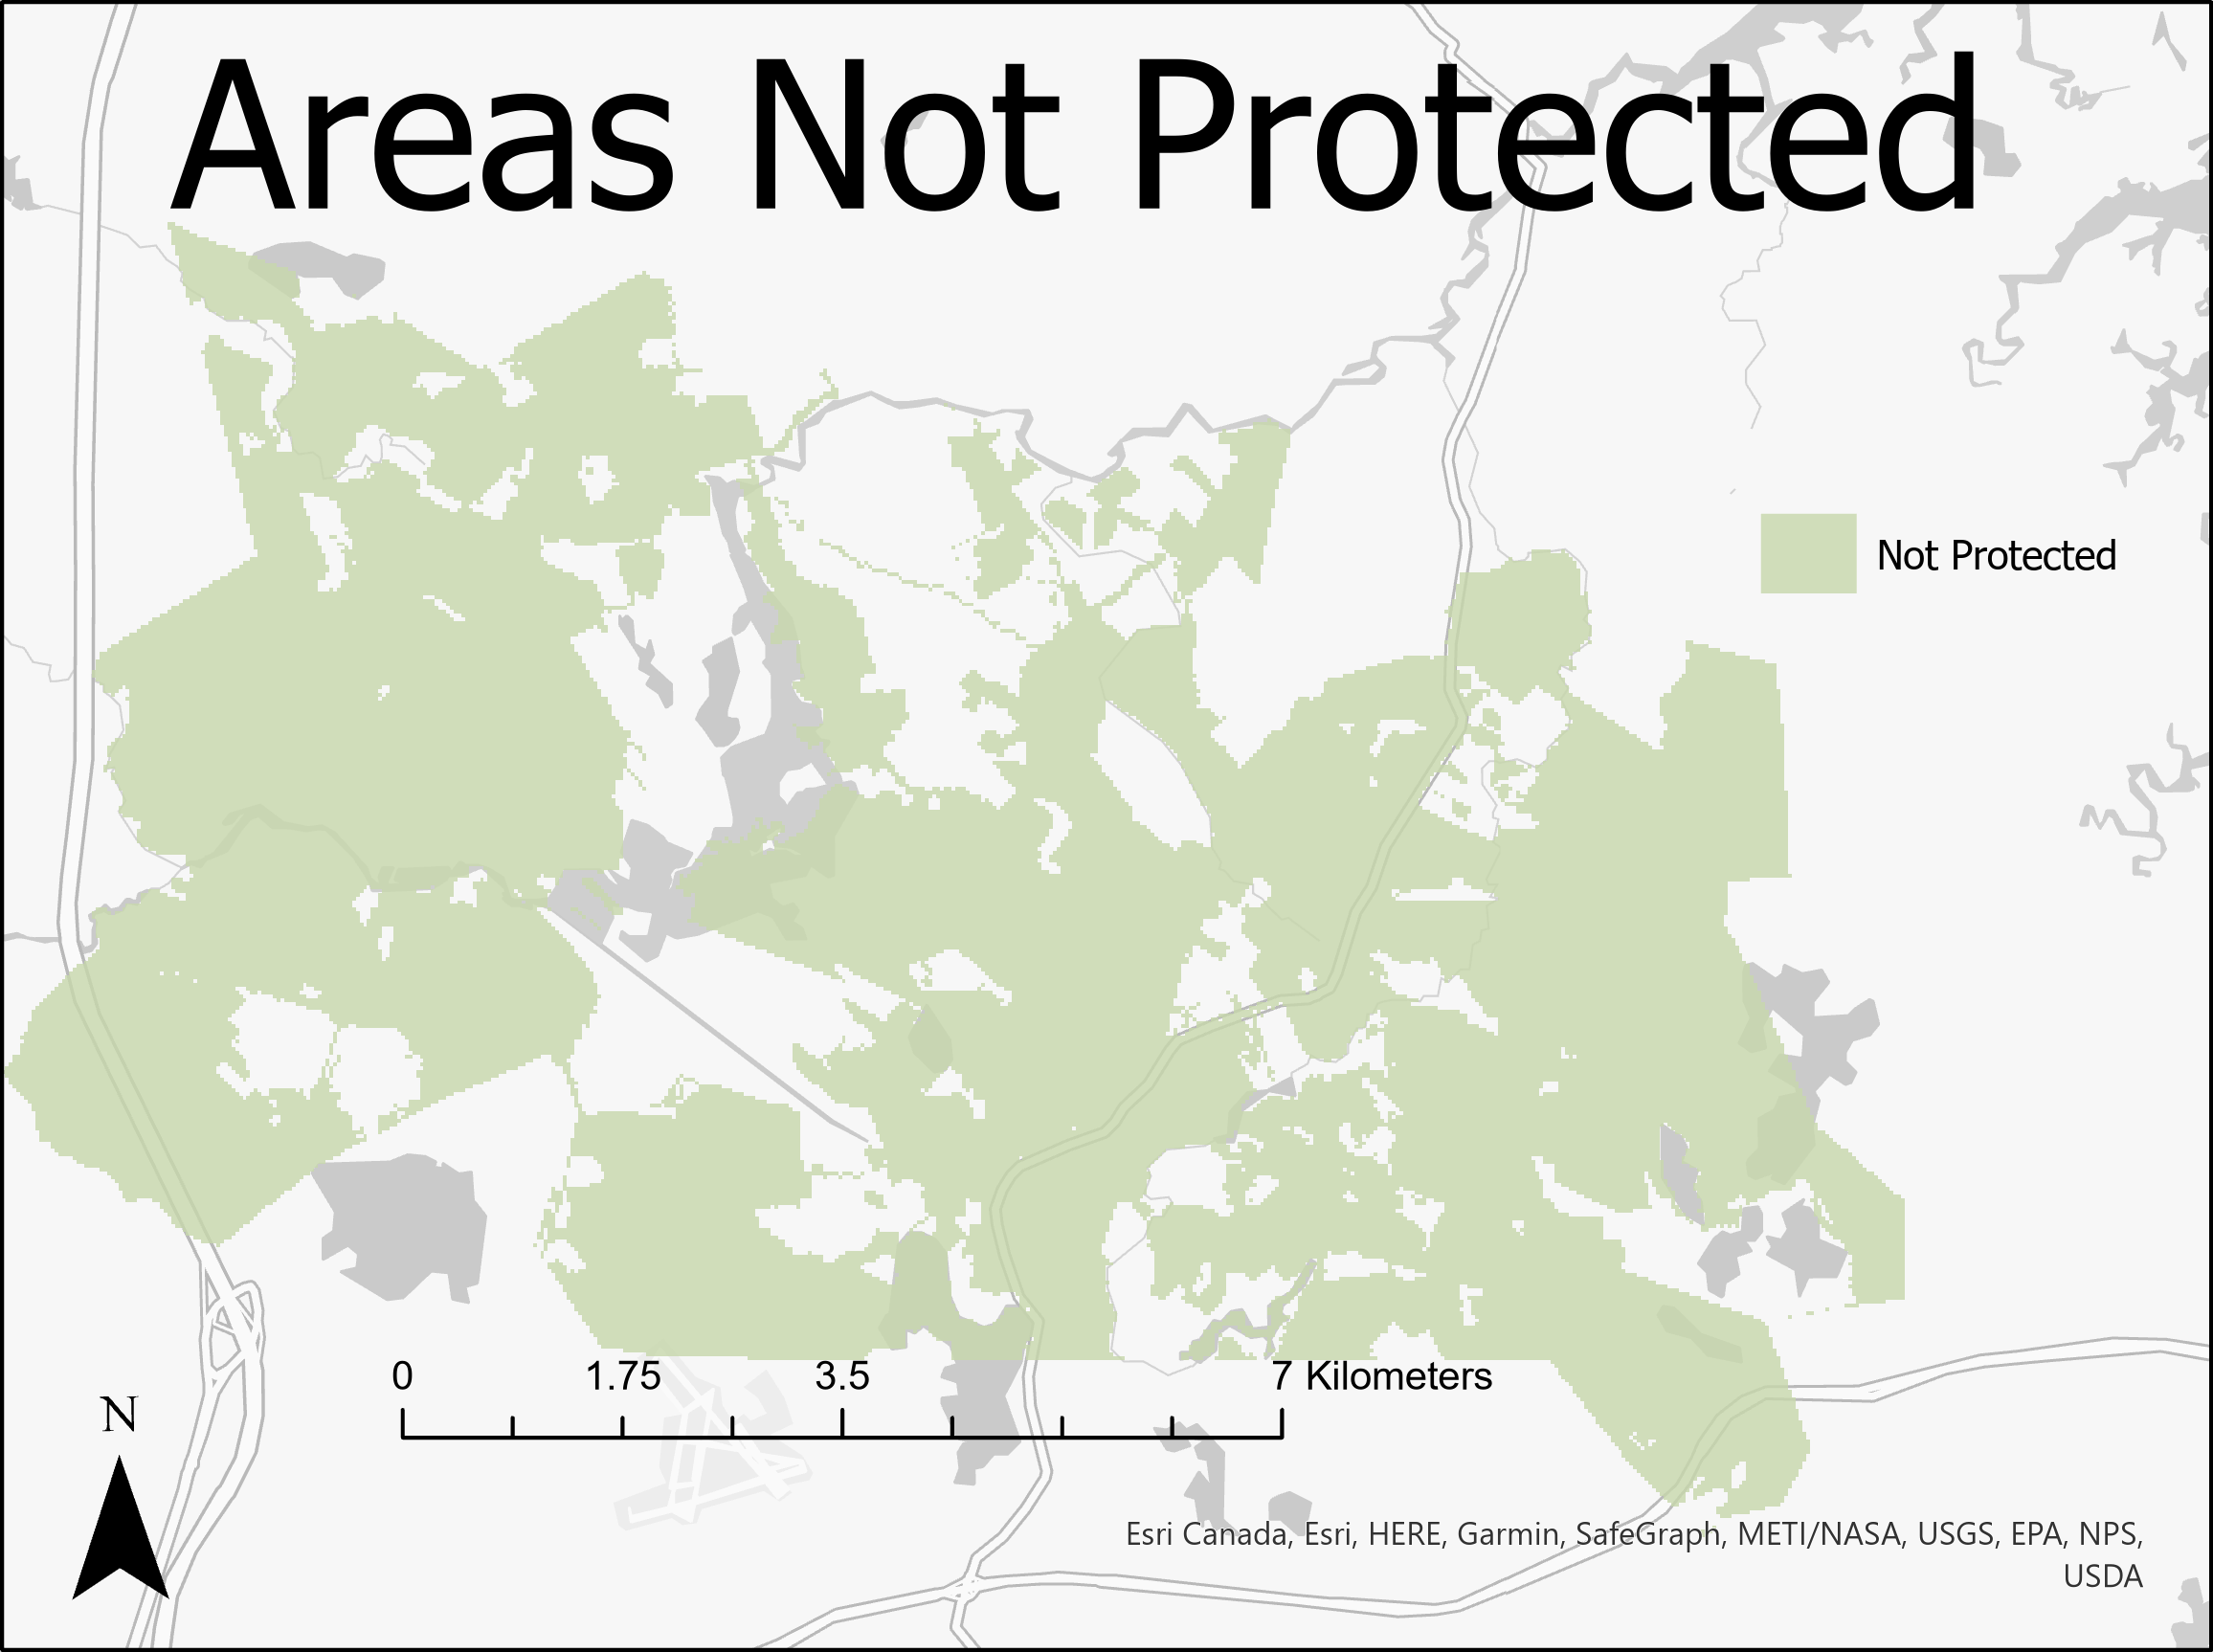 Areas Not Protected
Not Protected
0 1.75 3.5 7 Kilometers
N
Esri Canada, Esri, HERE, Garmin, SafeGraph, METI/NASA, USGS, EPA, NPS,
USDA